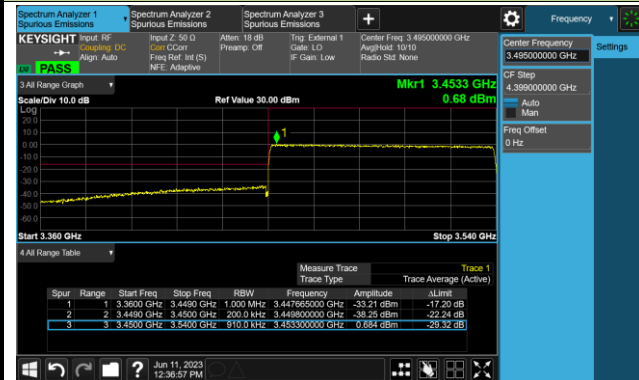 Spectrum Analyzer 1
Spurious Emissions
Spectrum Analyzer 2
Spurious Emissions
Spectrum Analyzer 3
Spurious Emissions
+
Frequency
KEYSIGHT
Input: RF
Coupling: DC
Align: Auto
Input Z: 50 Ω
Corr CCorr
Freq Ref: Int (S)
NFE: Adaptive
Atten: 18 dB
Preamp: Off
Trig: External 1
Gate: LO
IF Gain: Low
Center Freq: 3.495000000 GHz
Avg|Hold: 10/10
Radio Std: None
PASS
Center Frequency
3.495000000 GHz
Settings
CF Step
4.399000000 GHz
Auto
Man
Freq Offset
0 Hz
3 All Range Graph
Mkr1 3.4533 GHz
Scale/Div 10.0 dB
Ref Value 30.00 dBm
0.68 dBm
Log
20.0
10.0
0.00
-10.0
-20.0
-30.0
-40.0
-50.0
-60.0
1
Start 3.360 GHz
Stop 3.540 GHz
4 All Range Table
Measure Trace Trace 1
Trace Type Trace Average (Active)
Spur Range Start Freq Stop Freq RBW Frequency Amplitude ΔLimit
1 1 3.3600 GHz 3.4490 GHz 1.000 MHz 3.447665000 GHz -33.21 dBm -17.20 dB
2 2 3.4490 GHz 3.4500 GHz 200.0 kHz 3.449800000 GHz -38.25 dBm -22.24 dB
3 3 3.4500 GHz 3.5400 GHz 910.0 kHz 3.453300000 GHz 0.684 dBm -29.32 dB
?
Jun 11, 2023
12:36:57 PM